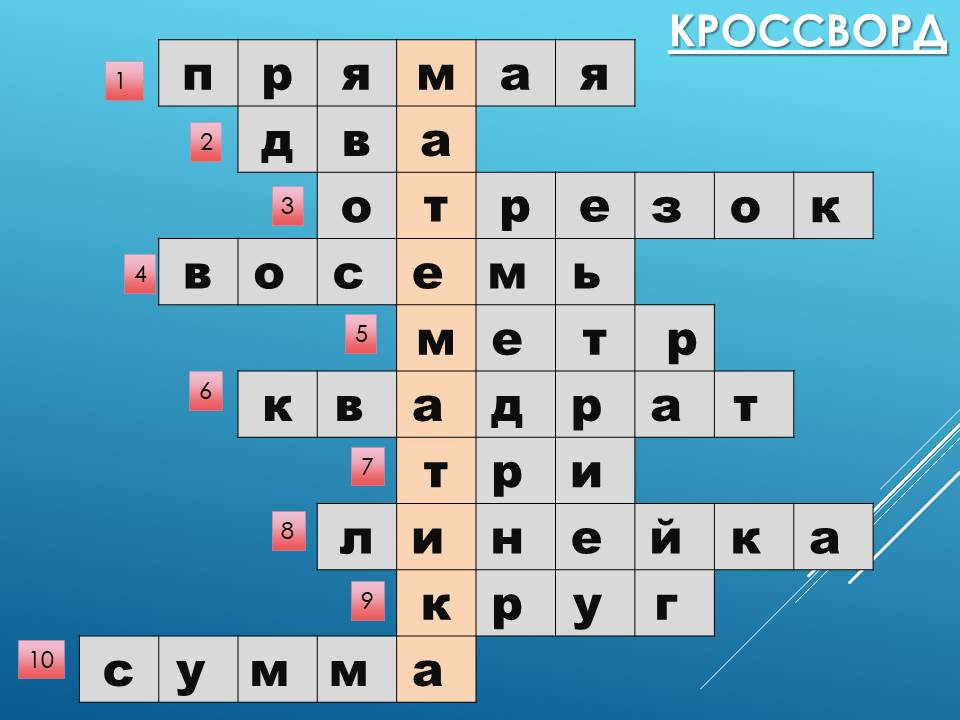 КРОССВОРД
1 прямая
2 два
3 отрезок
4 восемь
5 метр
6 квадрат
7 три
8 линейка
9 круг
10 сумма